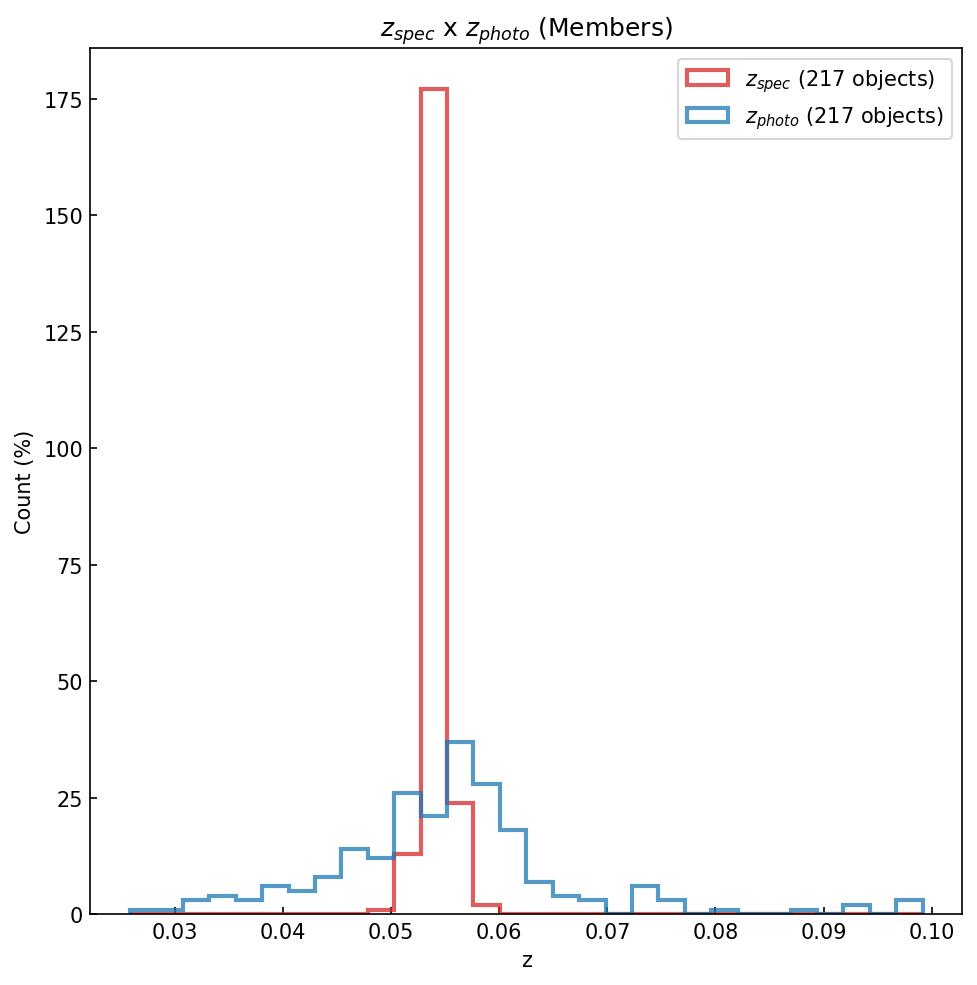 z_spec x z_photo (Members)
z_spec (217 objects)
z_photo (217 objects)
Count (%)
175
150
125
100
75
50
25
0
0.03 0.04 0.05 0.06 0.07 0.08 0.09 0.10
z